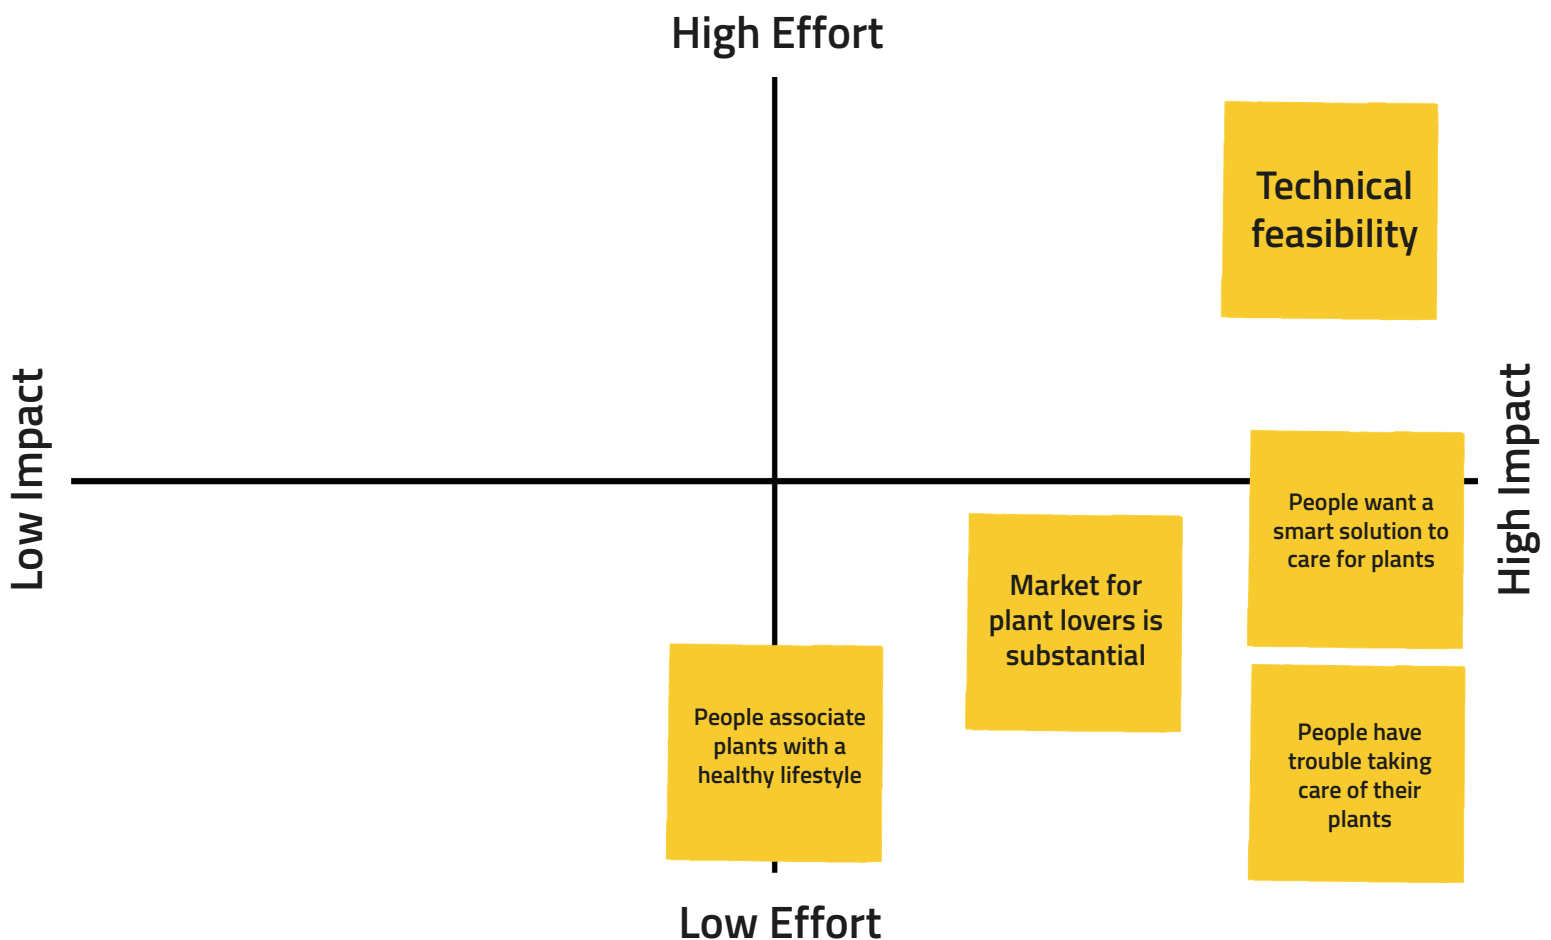 High Effort
Technical
feasibility
Low Impact
High Impact
People want a
smart solution to
care for plants
Market for
plant lovers is
substantial
People associate
plants with a
healthy lifestyle
People have
trouble taking
care of their
plants
Low Effort